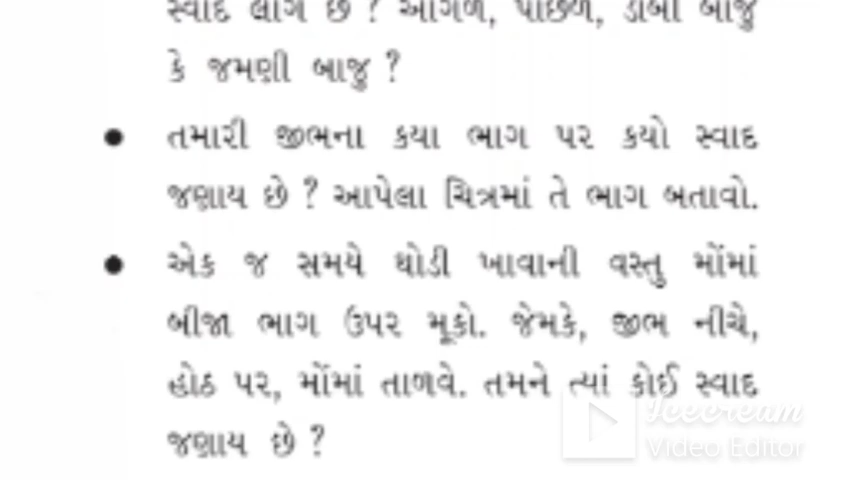 સ્વાદ લાગે છે ? આગળ, પાછળ, ડાબી બાજુ
કે જમણી બાજુ ?
● તમારી જીભના કયા ભાગ પર કયો સ્વાદ
જણાય છે ? આપેલા ચિત્રમાં તે ભાગ બતાવો.
● એક જ સમયે થોડી ખાવાની વસ્તુ મોંમાં
બીજા ભાગ ઉપર મૂકો. જેમકે, જીભ નીચે,
હોઠ પર, મોંમાં તાળવે. તમને ત્યાં કોઈ સ્વાદ
જણાય છે ?
Icecream
Video Editor